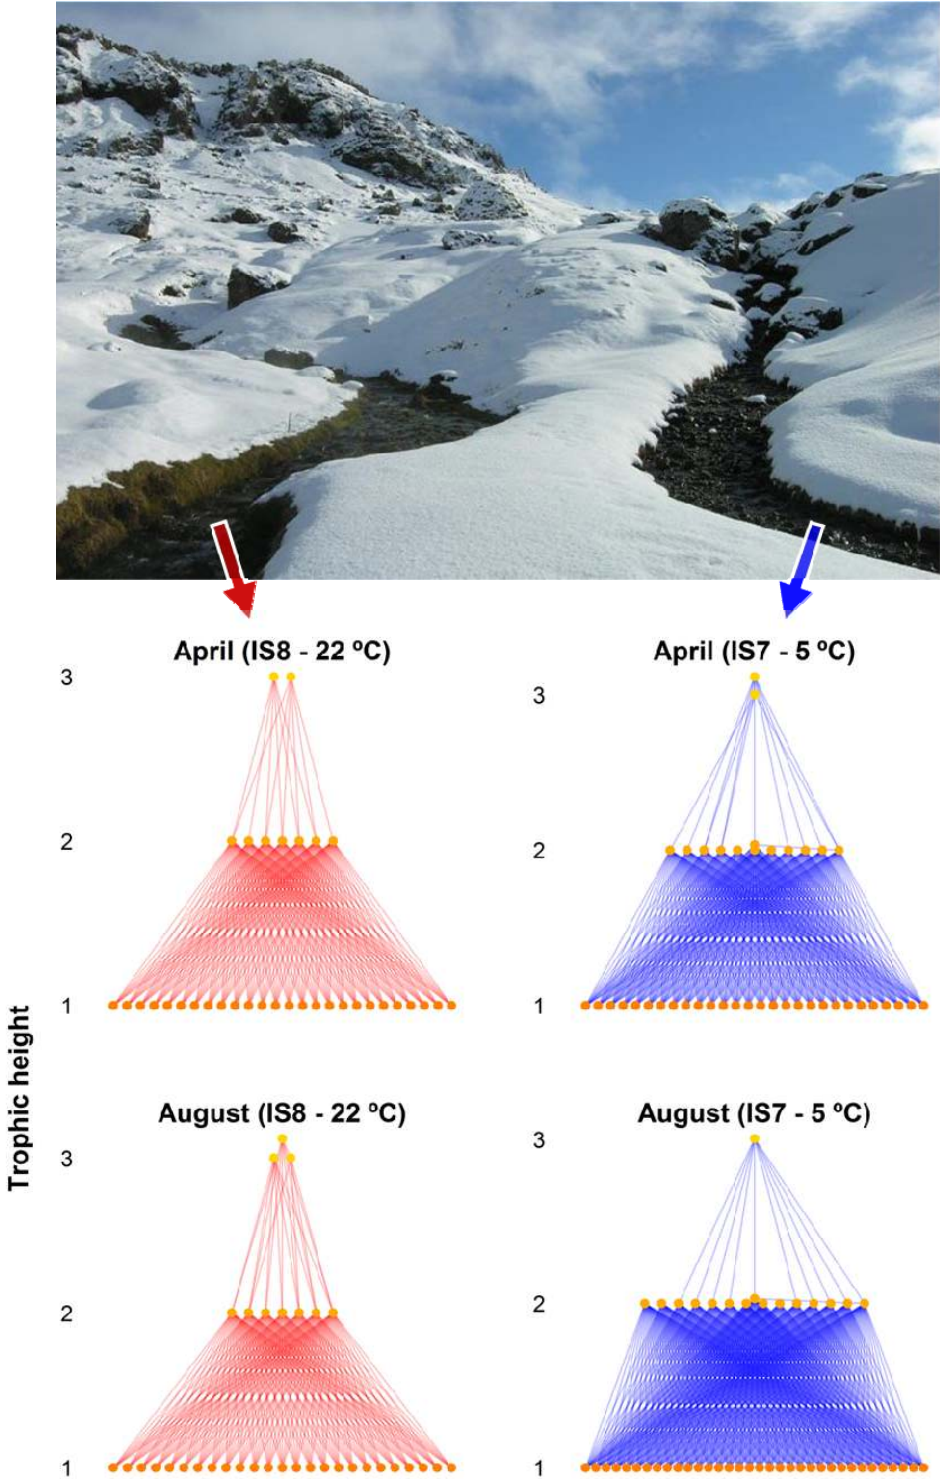 April (IS8 - 22 ºC)
3
2
1
April (IS7 - 5 ºC)
3
2
1
Trophic height
August (IS8 - 22 ºC)
3
2
1
August (IS7 - 5 ºC)
3
2
1